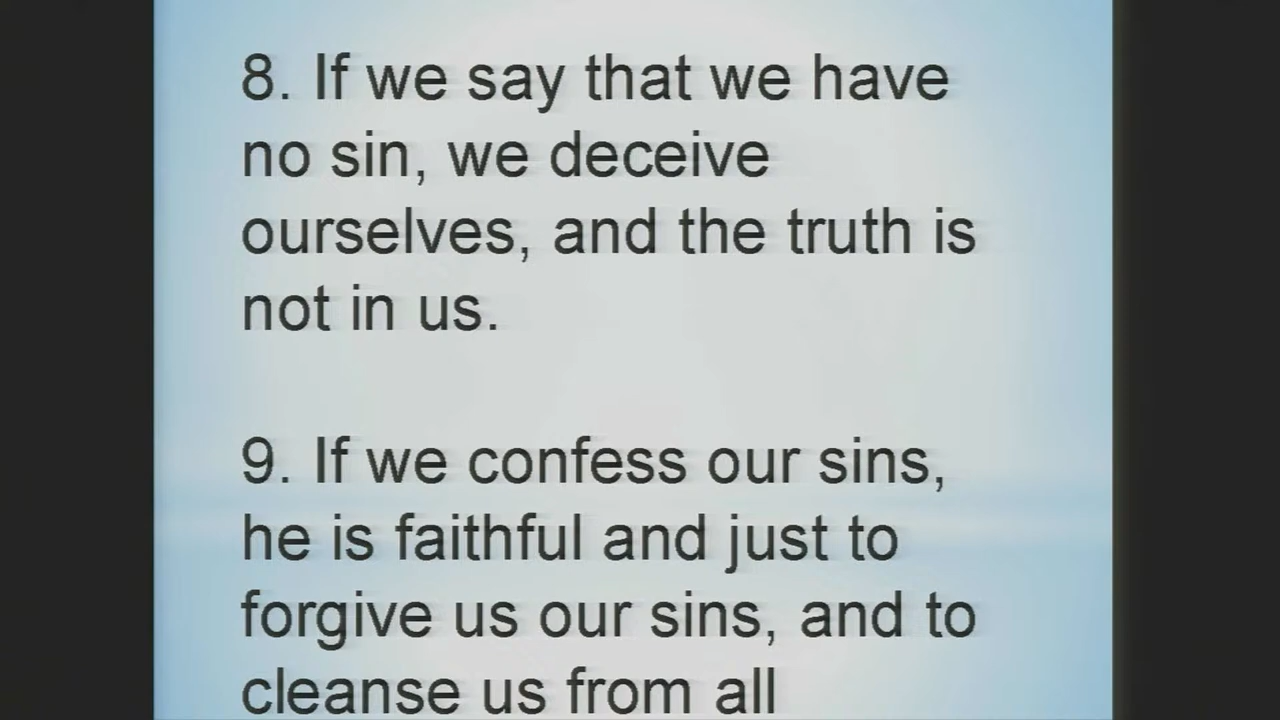 8. If we say that we have
no sin, we deceive
ourselves, and the truth is
not in us.
9. If we confess our sins,
he is faithful and just to
forgive us our sins, and to
cleanse us from all